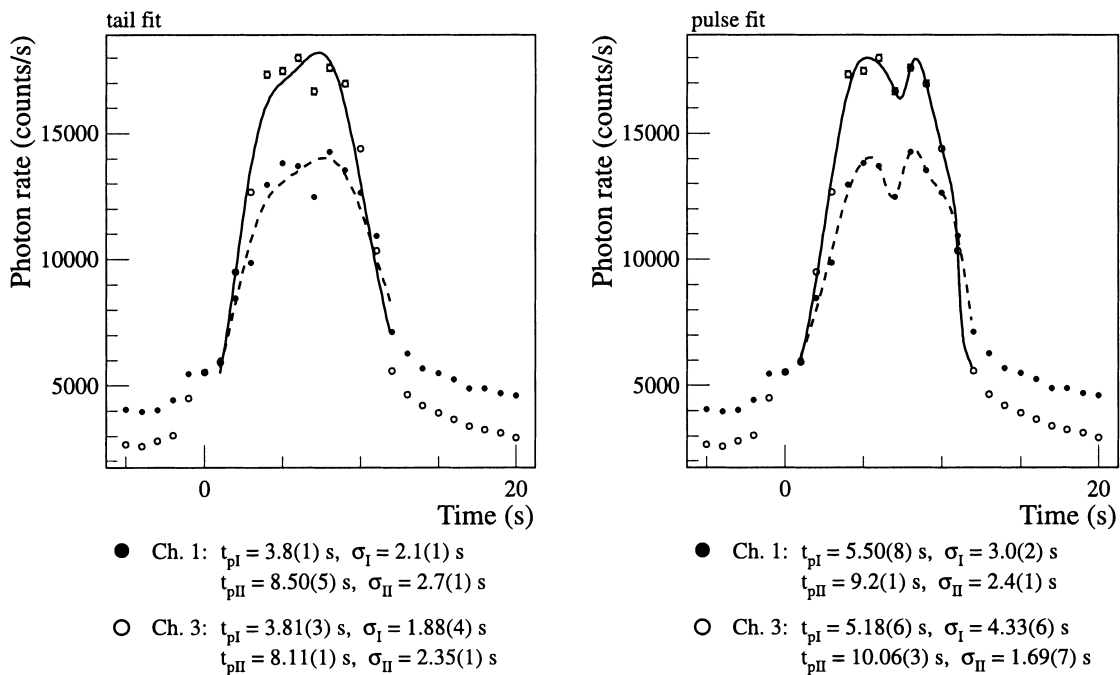 tail fit
Photon rate (counts/s)
15000
10000
5000
0
20
Time (s)
● Ch. 1: t_pI = 3.8(1) s, σ_I = 2.1(1) s
t_pII = 8.50(5) s, σ_II = 2.7(1) s
○ Ch. 3: t_pI = 3.81(3) s, σ_I = 1.88(4) s
t_pII = 8.11(1) s, σ_II = 2.35(1) s
pulse fit
Photon rate (counts/s)
15000
10000
5000
0
20
Time (s)
● Ch. 1: t_pI = 5.50(8) s, σ_I = 3.0(2) s
t_pII = 9.2(1) s, σ_II = 2.4(1) s
○ Ch. 3: t_pI = 5.18(6) s, σ_I = 4.33(6) s
t_pII = 10.06(3) s, σ_II = 1.69(7) s